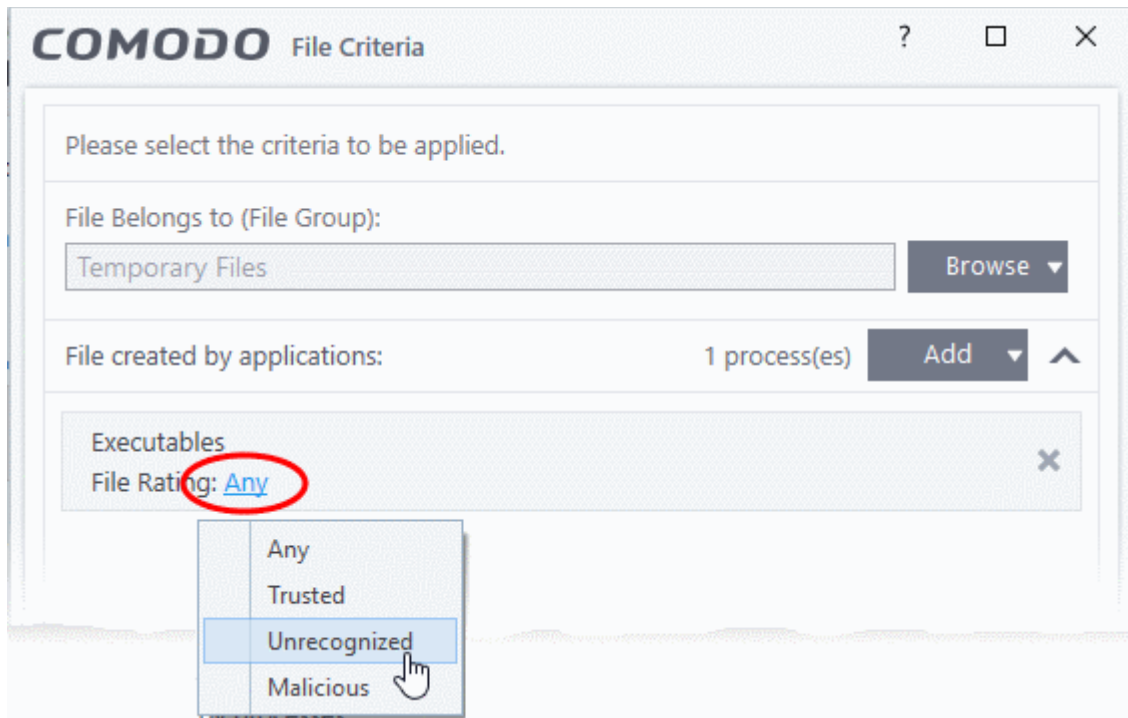 COMODO File Criteria ?
Please select the criteria to be applied.
File Belongs to (File Group):
Temporary Files Browse
File created by applications: 1 process(es) Add
Executables
File Rating: Any
Any
Trusted
Unrecognized
Malicious